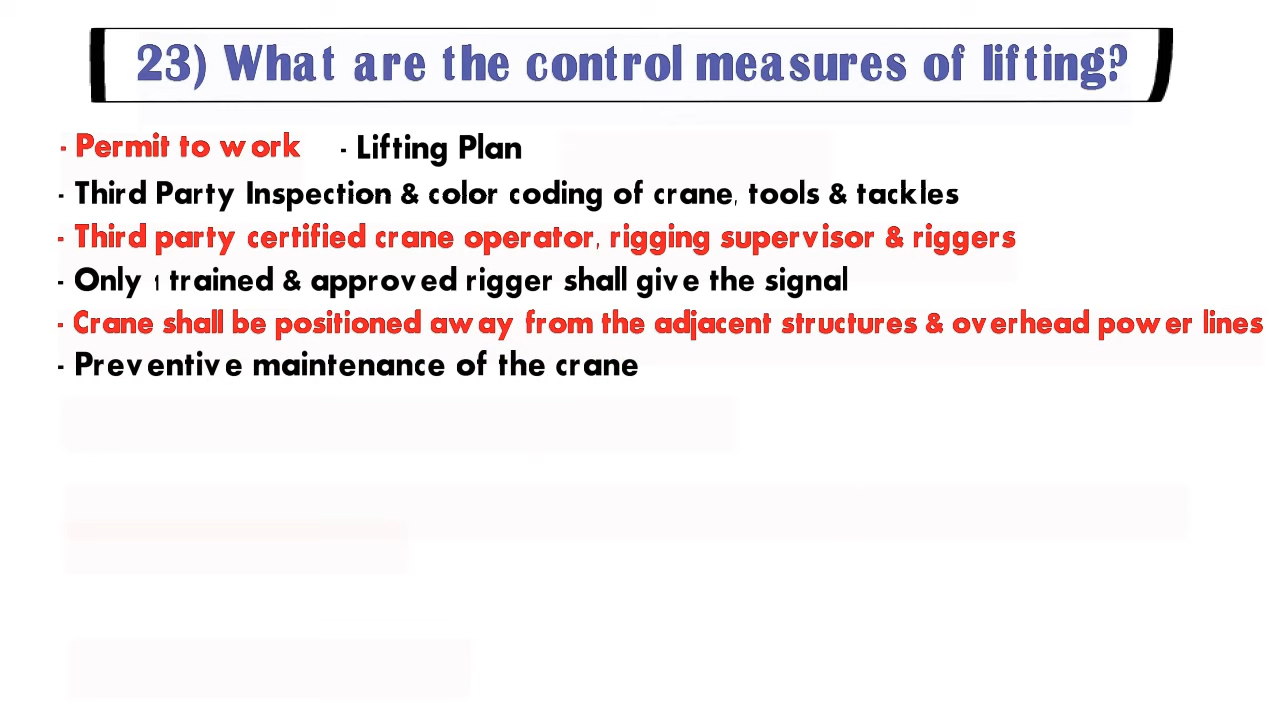 23) What are the control measures of lifting?
- Permit to work - Lifting Plan
- Third Party Inspection & color coding of crane, tools & tackles
- Third party certified crane operator, rigging supervisor & riggers
- Only 1 trained & approved rigger shall give the signal
- Crane shall be positioned away from the adjacent structures & overhead power lines
- Preventive maintenance of the crane